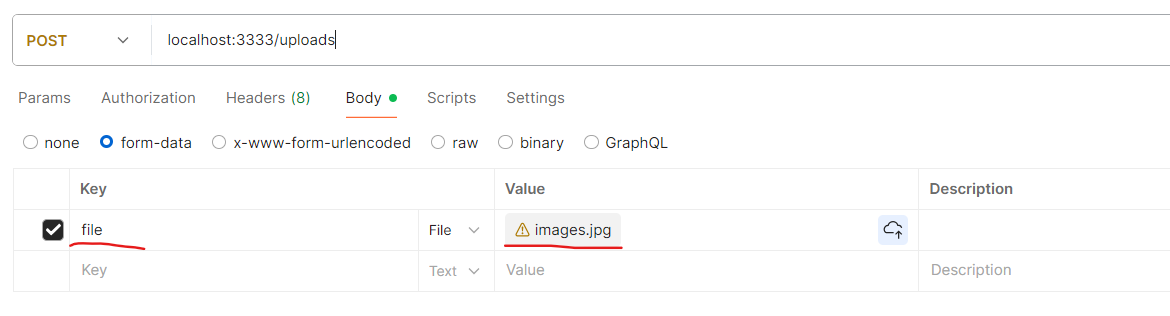 POST localhost:3333/uploads
Params Authorization Headers (8) Body Scripts Settings
none form-data x-www-form-urlencoded raw binary GraphQL
Key Value Description
file File images.jpg
Key Text Value Description